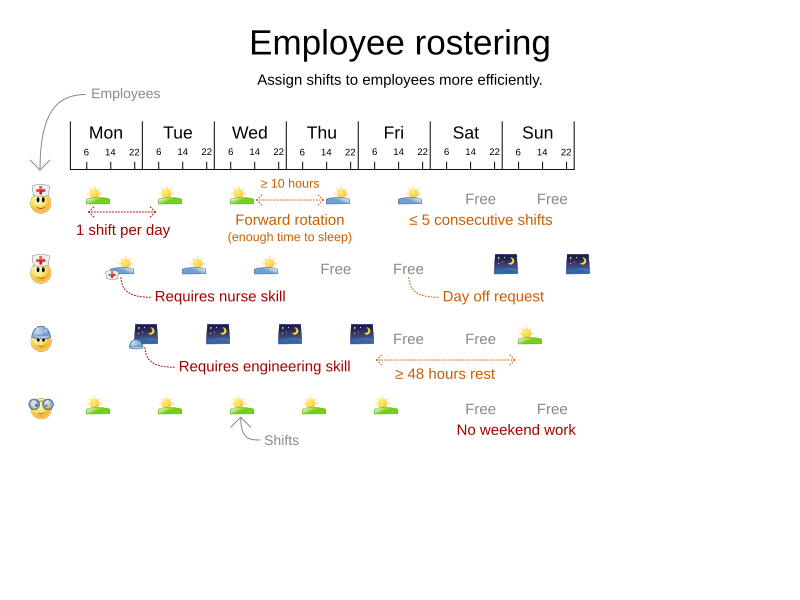 Employee rostering
Assign shifts to employees more efficiently.
Employees
Mon Tue Wed Thu Fri Sat Sun
6 14 22 6 14 22 6 14 22 6 14 22 6 14 22 6 14 22 6 14 22
≥ 10 hours
Free Free
1 shift per day
Forward rotation
(enough time to sleep)
≤ 5 consecutive shifts
Free Free
Requires nurse skill
Day off request
Free Free
Requires engineering skill
≥ 48 hours rest
Free Free
No weekend work
Shifts